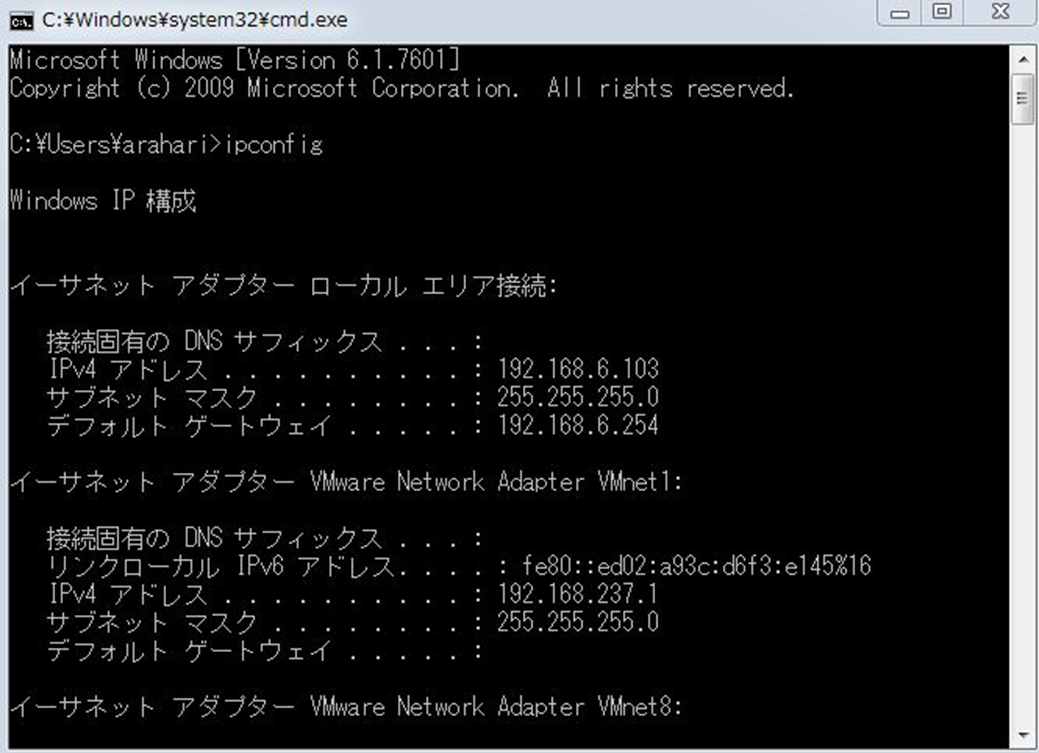 C:¥Windows¥system32¥cmd.exe
Microsoft Windows [Version 6.1.7601]
Copyright (c) 2009 Microsoft Corporation.  All rights reserved.
C:¥Users¥arahari>ipconfig
Windows IP 構成
イーサネット アダプター ローカル エリア接続:
接続固有の DNS サフィックス . . . :
IPv4 アドレス . . . . . . . . . . : 192.168.6.103
サブネット マスク . . . . . . . . : 255.255.255.0
デフォルト ゲートウェイ . . . . . : 192.168.6.254
イーサネット アダプター VMware Network Adapter VMnet1:
接続固有の DNS サフィックス . . . :
リンクローカル IPv6 アドレス. . . . : fe80::ed02:a93c:d6f3:e145%16
IPv4 アドレス . . . . . . . . . . : 192.168.237.1
サブネット マスク . . . . . . . . : 255.255.255.0
デフォルト ゲートウェイ . . . . . :
イーサネット アダプター VMware Network Adapter VMnet8: